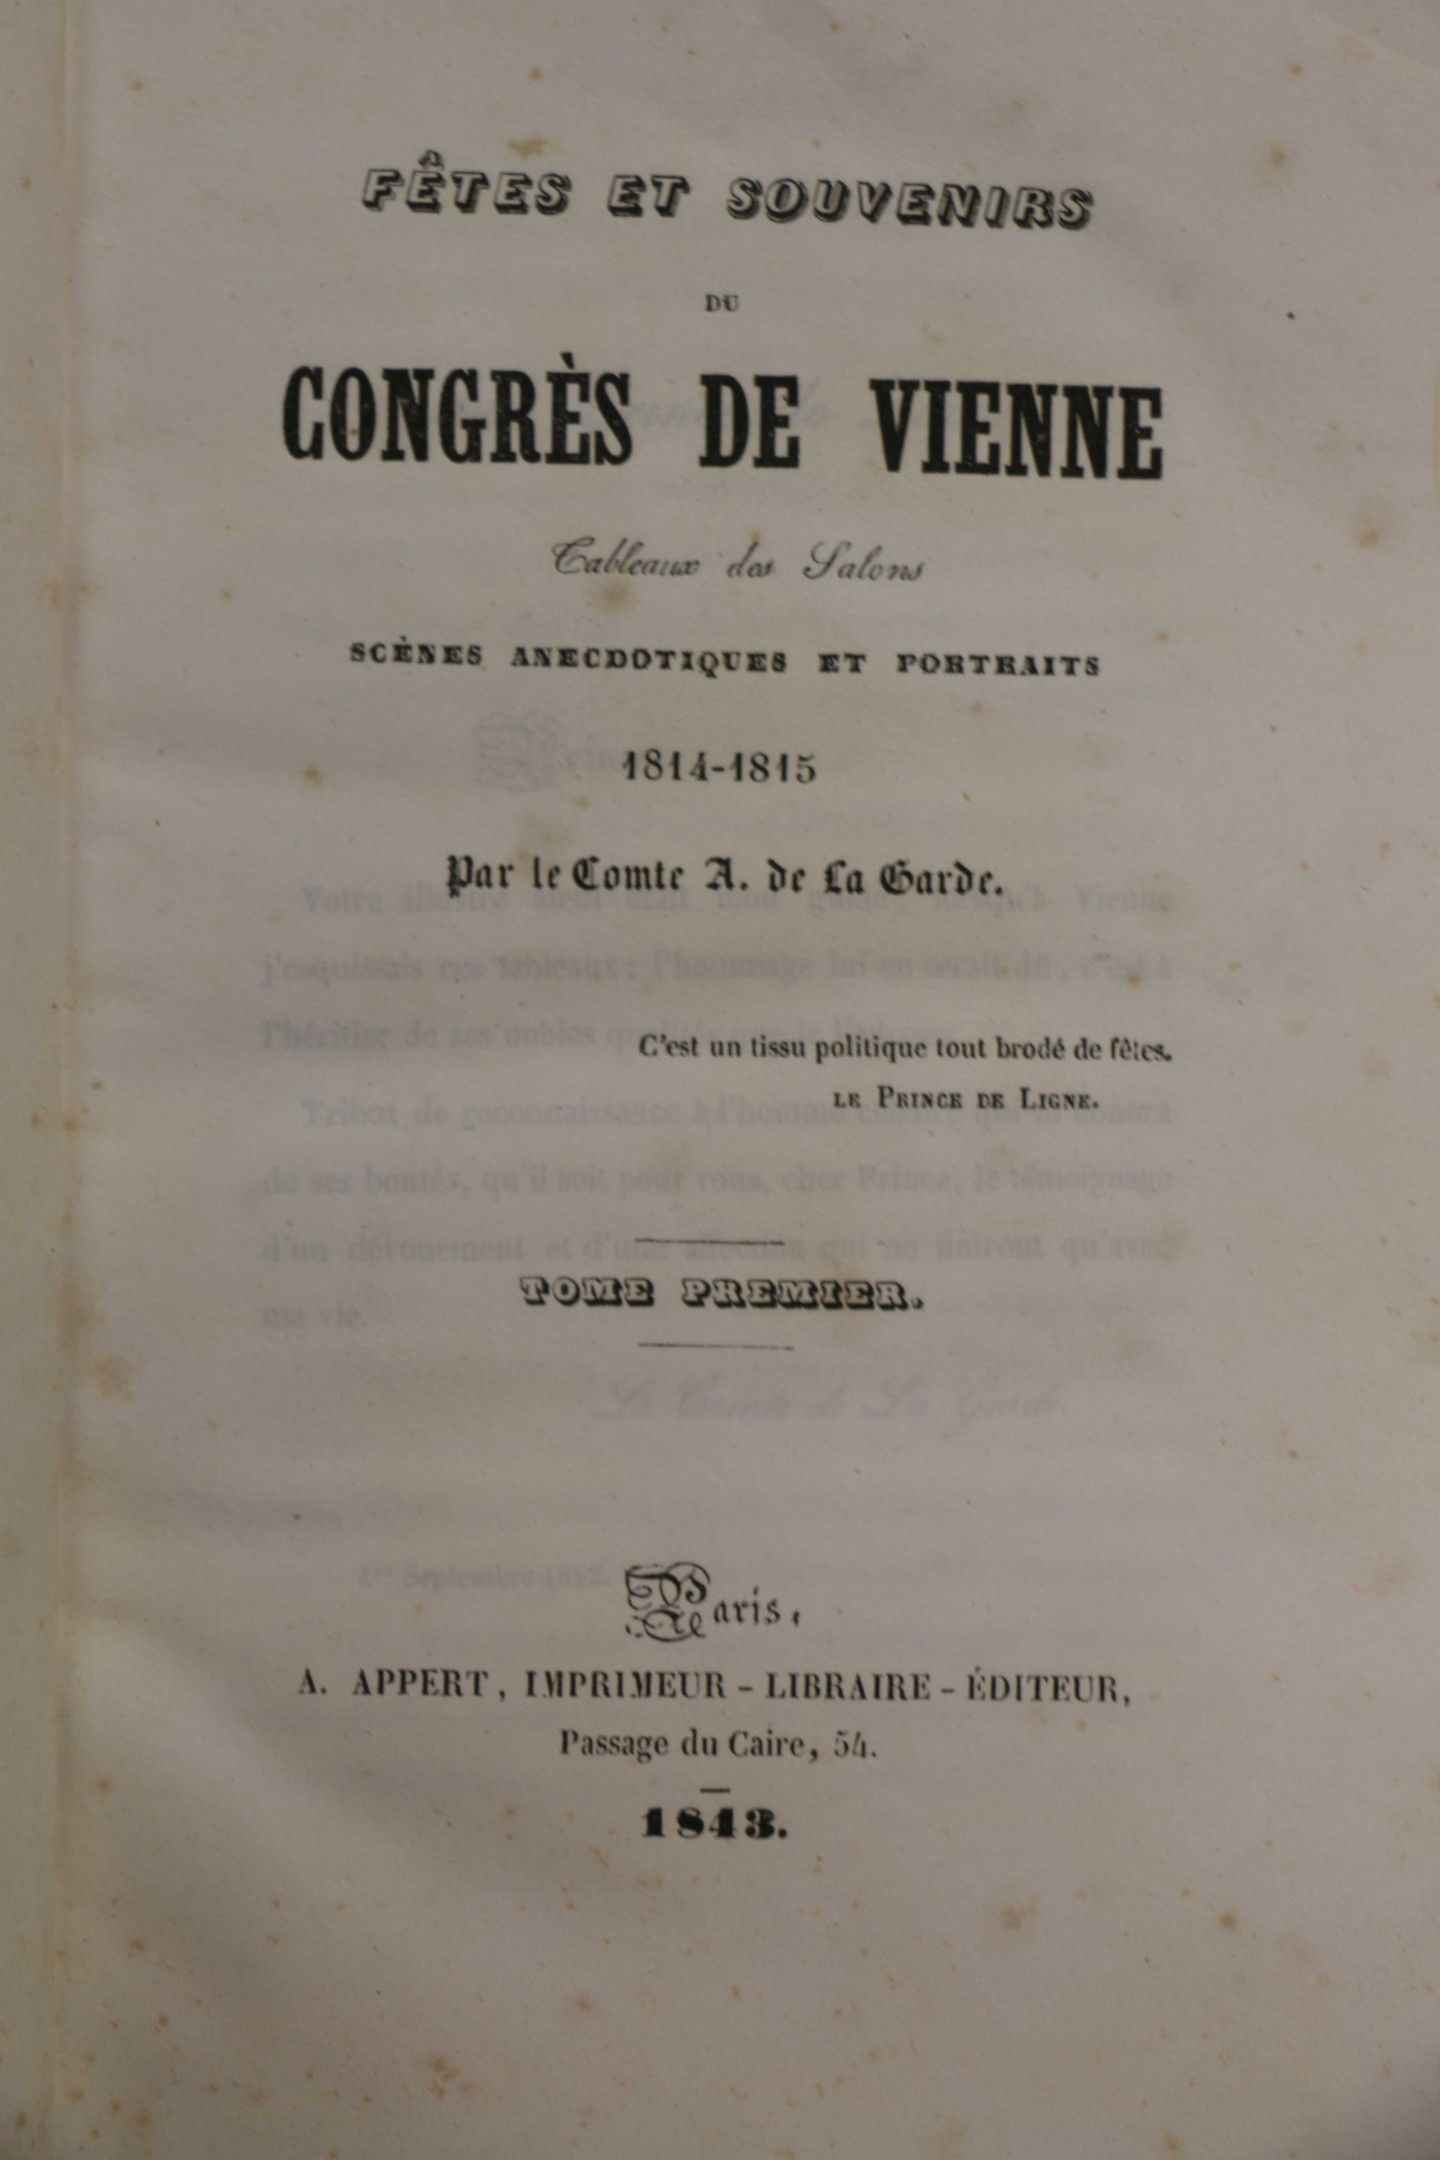 FÊTES ET SOUVENIRS
DU
CONGRÈS DE VIENNE
Tableaux des Salons
SCÈNES ANECDOTIQUES ET PORTRAITS
1814-1815
Par le Comte A. de La Garde.
C'est un tissu politique tout brodé de fêtes.
LE PRINCE DE LIGNE.
TOME PREMIER.
Paris,
A. APPERT, IMPRIMEUR-LIBRAIRE-ÉDITEUR,
Passage du Caire, 54.
1843.